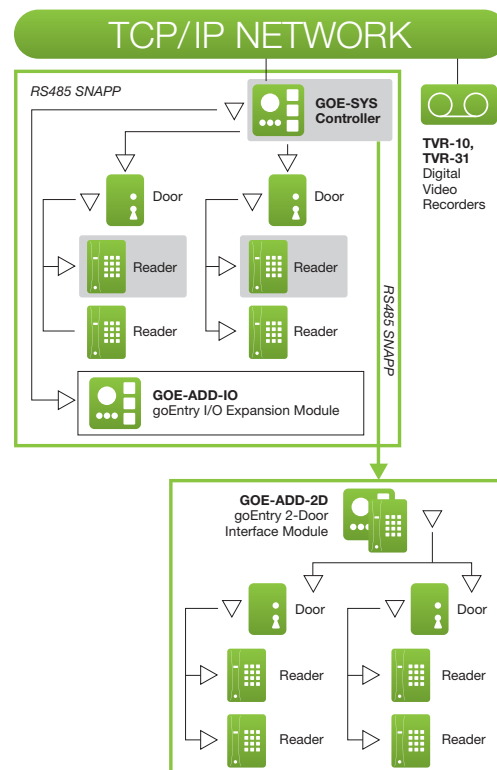 TCP/IP NETWORK
RS485 SNAPP
GOE-SYS
Controller
TVR-10,
TVR-31
Digital
Video
Recorders
Door
Door
Reader
Reader
Reader
Reader
RS485 SNAPP
GOE-ADD-IO
goEntry I/O Expansion Module
GOE-ADD-2D
goEntry 2-Door
Interface Module
Door
Door
Reader
Reader
Reader
Reader